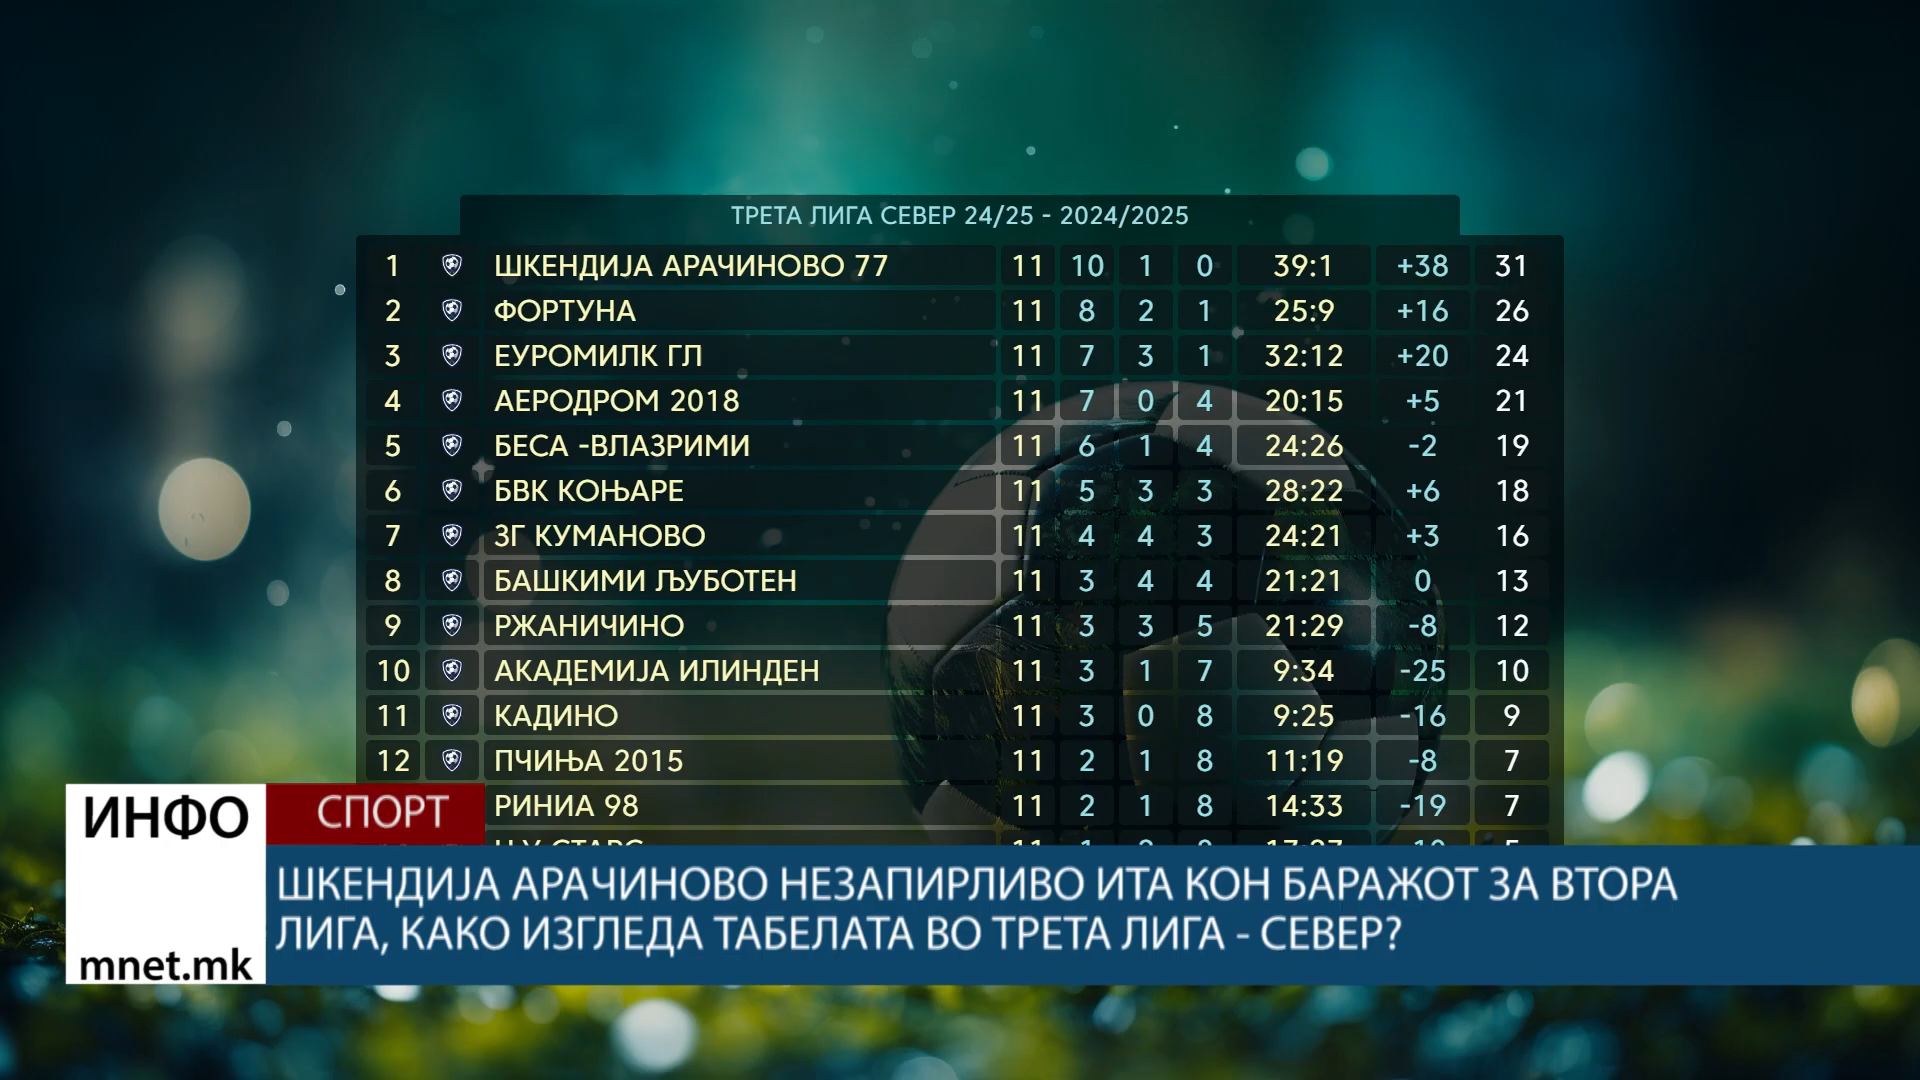 ТРЕТА ЛИГА СЕВЕР 24/25 - 2024/2025
1 ШКЕНДИЈА АРАЧИНОВО 77 11 10 1 0 39:1 +38 31
2 ФОРТУНА 11 8 2 1 25:9 +16 26
3 ЕУРОМИЛК ГЛ 11 7 3 1 32:12 +20 24
4 АЕРОДРОМ 2018 11 7 0 4 20:15 +5 21
5 БЕСА -ВЛАЗРИМИ 11 6 1 4 24:26 -2 19
6 БВК КОЊАРЕ 11 5 3 3 28:22 +6 18
7 ЗГ КУМАНОВО 11 4 4 3 24:21 +3 16
8 БАШКИМИ ЉУБОТЕН 11 3 4 4 21:21 0 13
9 РЖАНИЧИНО 11 3 3 5 21:29 -8 12
10 АКАДЕМИЈА ИЛИНДЕН 11 3 1 7 9:34 -25 10
11 КАДИНО 11 3 0 8 9:25 -16 9
12 ПЧИЊА 2015 11 2 1 8 11:19 -8 7
РИНИА 98 11 2 1 8 14:33 -19 7
ИНФО
СПОРТ
ШКЕНДИЈА АРАЧИНОВО НЕЗАПИРЛИВО ИТА КОН БАРАЖОТ ЗА ВТОРА
ЛИГА, КАКО ИЗГЛЕДА ТАБЕЛАТА ВО ТРЕТА ЛИГА - СЕВЕР?
mnet.mk